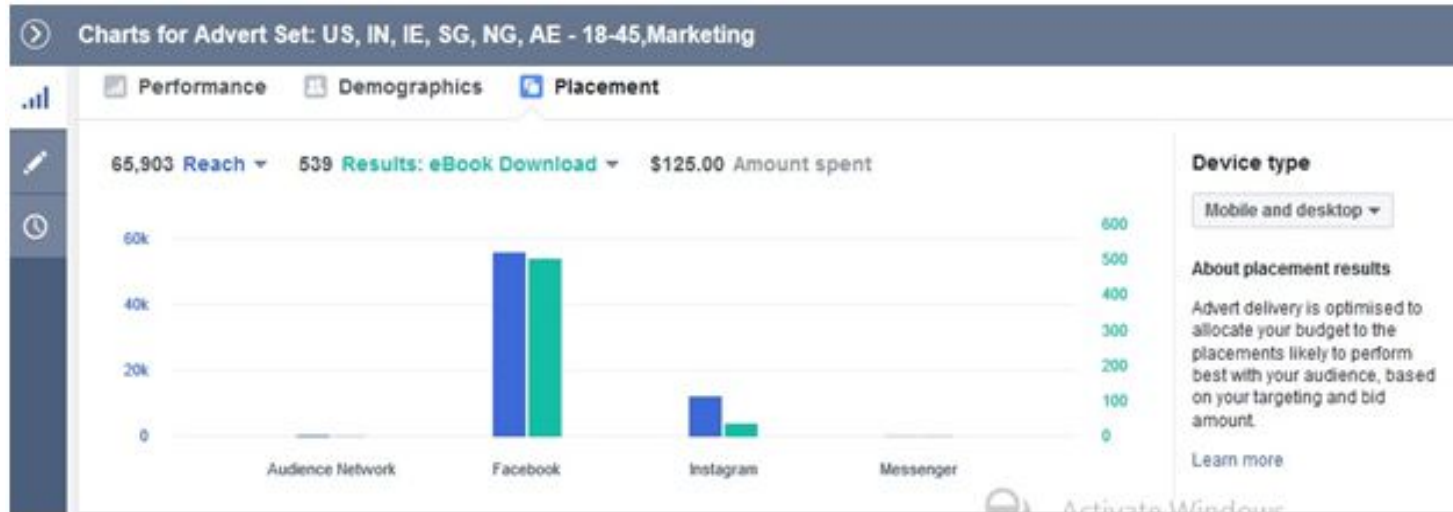 Charts for Advert Set: US, IN, IE, SG, NG, AE - 18-45,Marketing
Performance Demographics Placement
65,903 Reach 539 Results: eBook Download $125.00 Amount spent
60k
40k
20k
0
600
500
400
300
200
100
0
Audience Network Facebook Instagram Messenger
Device type
Mobile and desktop
About placement results
Advert delivery is optimised to
allocate your budget to the
placements likely to perform
best with your audience, based
on your targeting and bid
amount.
Learn more
Activate Windows